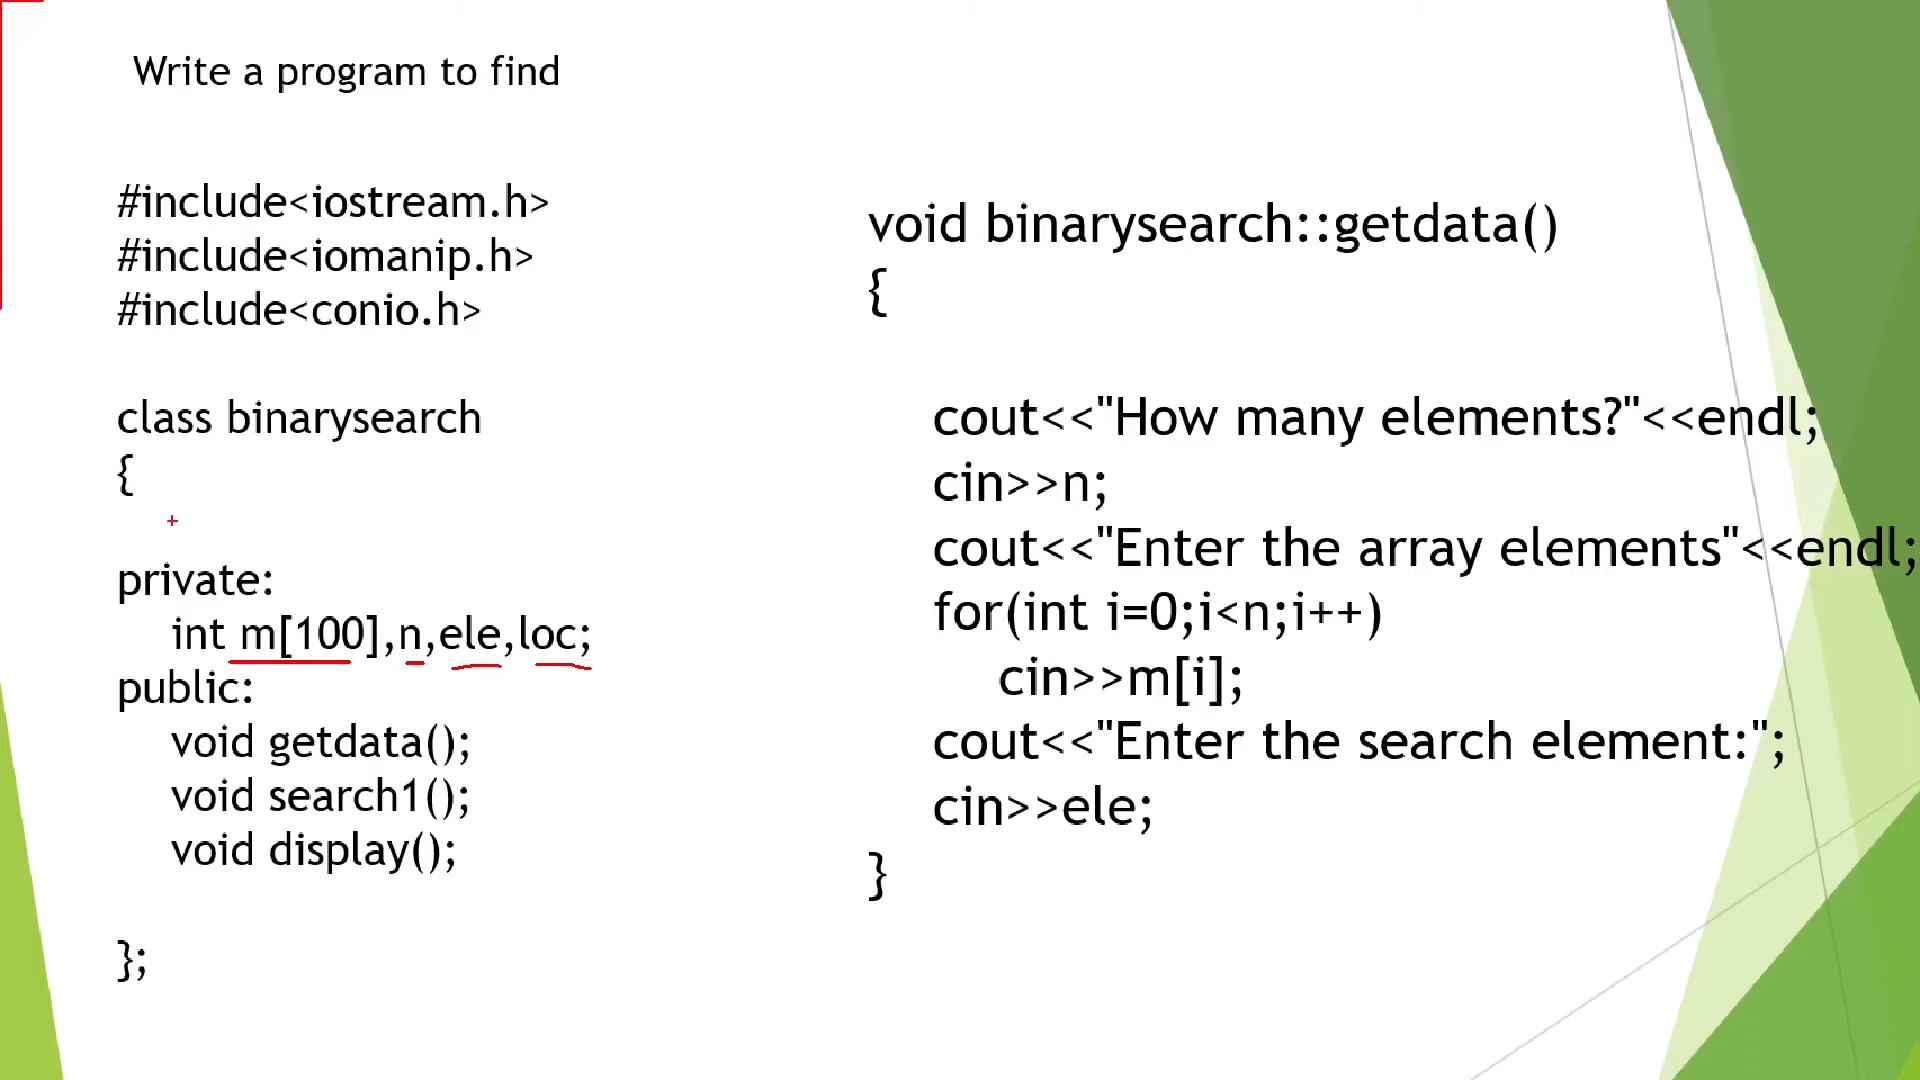 Write a program to find
#include<iostream.h>
#include<iomanip.h>
#include<conio.h>
class binarysearch
{
private:
int m[100],n,ele,loc;
public:
void getdata();
void search1();
void display();
};
void binarysearch::getdata()
{
cout<<"How many elements?"<<endl;
cin>>n;
cout<<"Enter the array elements"<<endl;
for(int i=0;i<n;i++)
cin>>m[i];
cout<<"Enter the search element:";
cin>>ele;
}